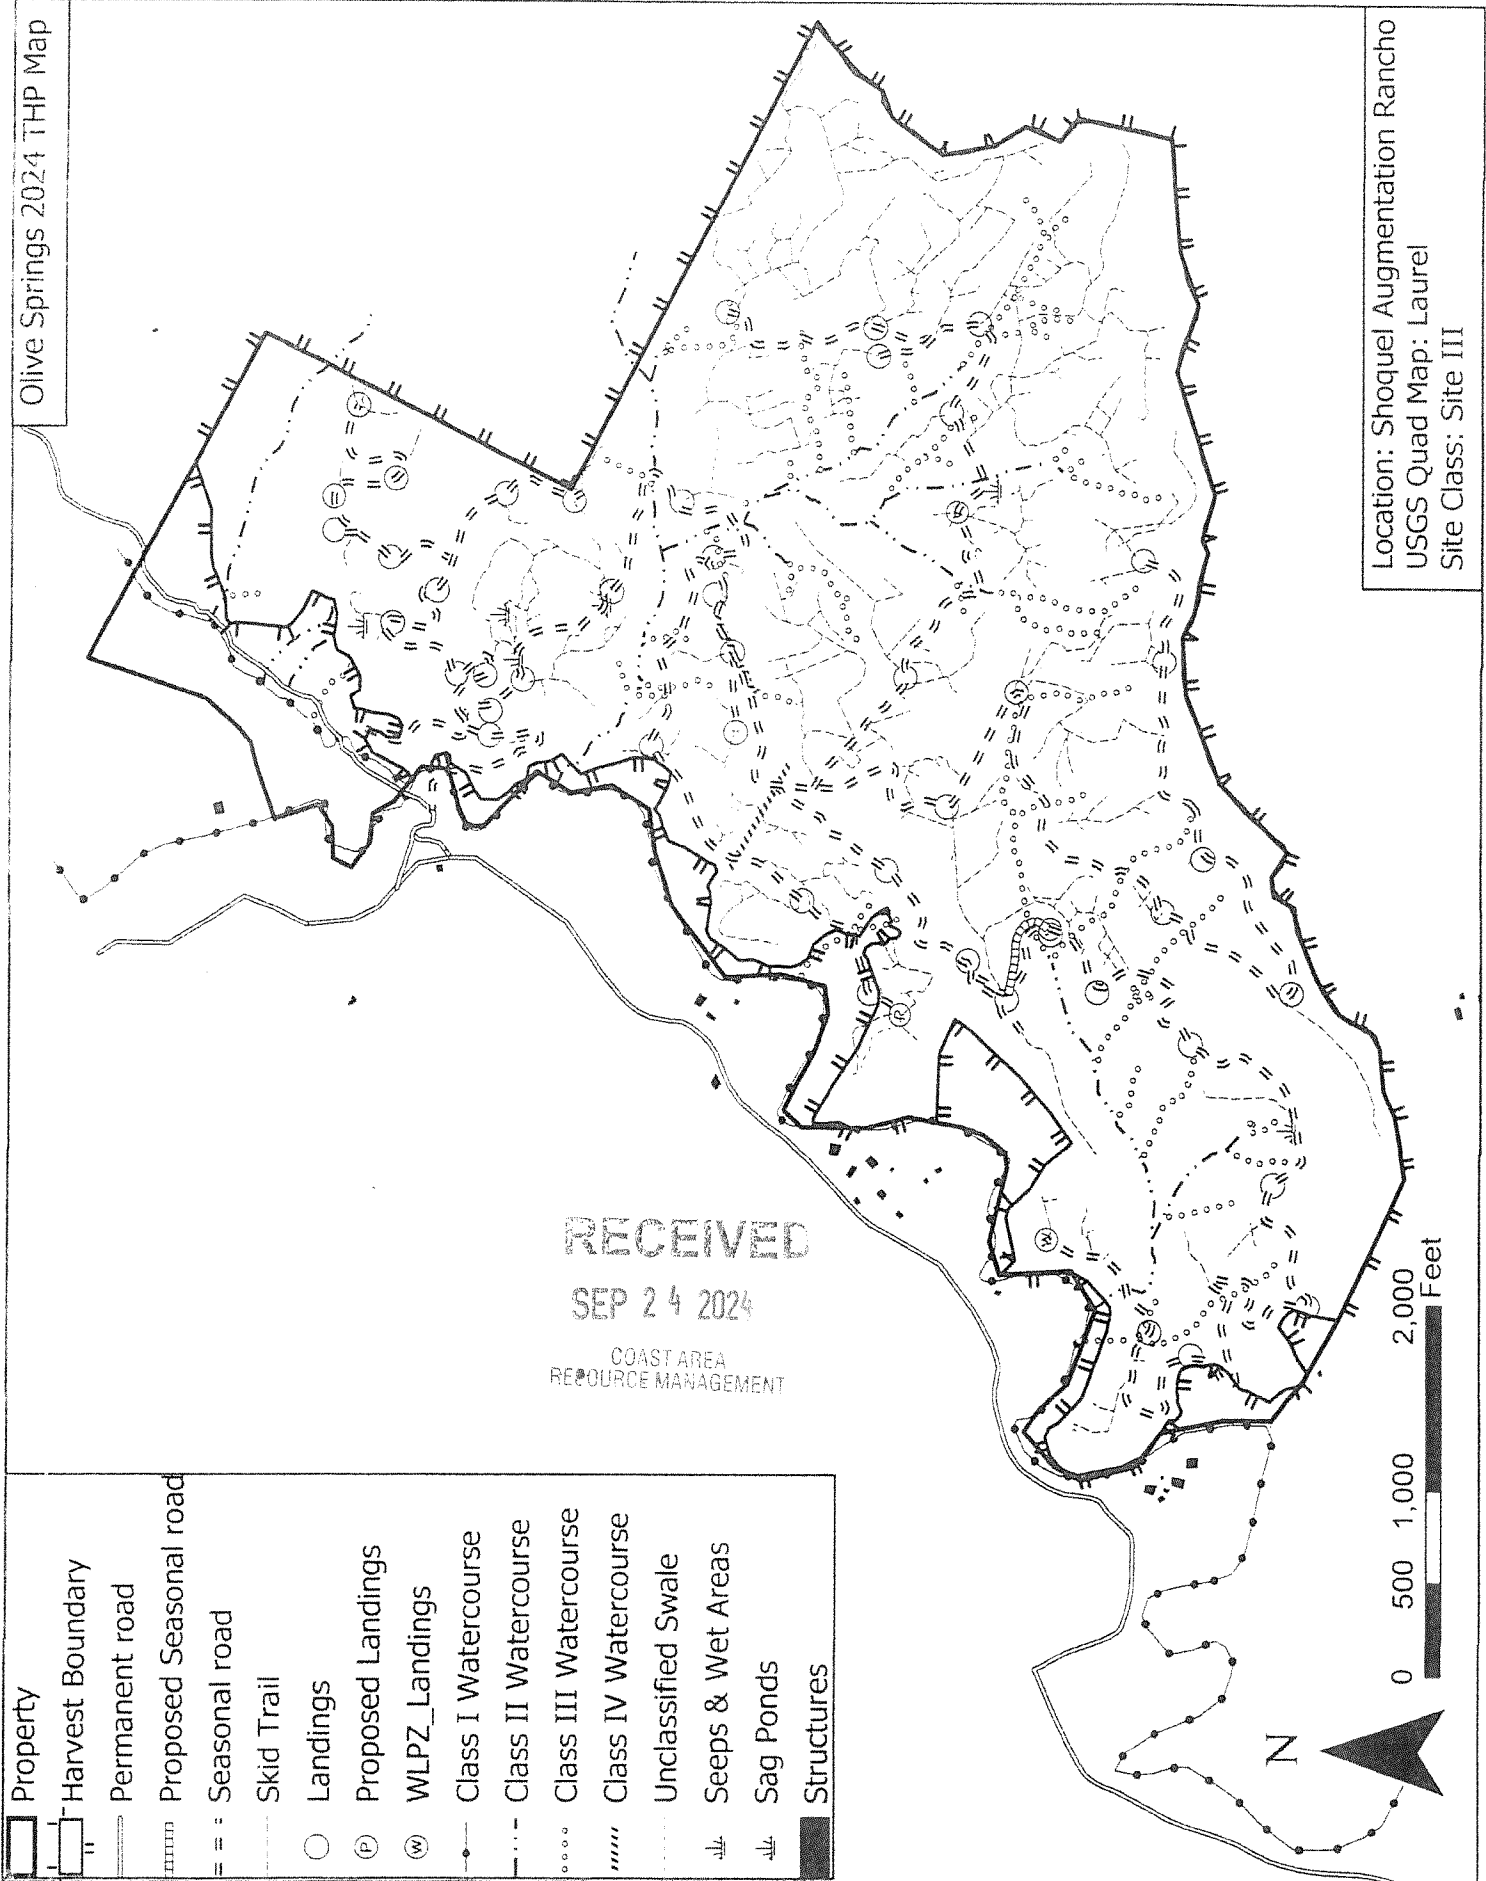 Olive Springs 2024 THP Map
Property
Harvest Boundary
Permanent road
Proposed Seasonal road
Seasonal road
Skid Trail
Landings
P Proposed Landings
W WLPZ_Landings
Class I Watercourse
Class II Watercourse
Class III Watercourse
Class IV Watercourse
Unclassified Swale
Seeps & Wet Areas
Sag Ponds
Structures
RECEIVED
SEP 24 2024
COAST AREA
RESOURCE MANAGEMENT
W
N
0 500 1,000 2,000
Feet
Location: Shoquel Augmentation Rancho
USGS Quad Map: Laurel
Site Class: Site III